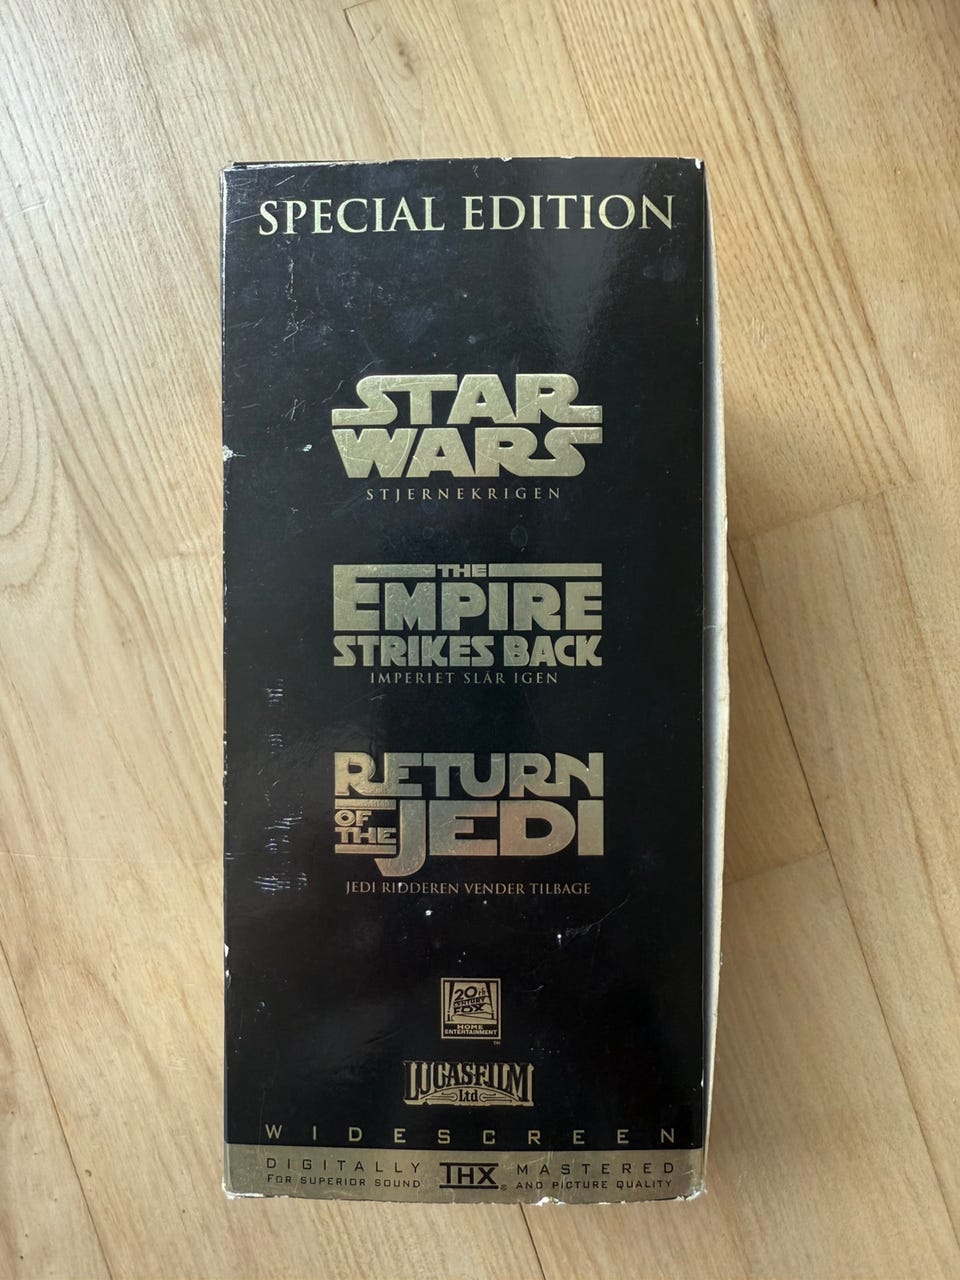 SPECIAL EDITION
STAR
WARS
STJERNEKRIGEN
THE
EMPIRE
STRIKES BACK
IMPERIET SLÅR IGEN
RETURN
OF THE JEDI
JEDI RIDDEREN VENDER TILBAGE
20th
CENTURY
FOX
HOME
ENTERTAINMENT
TM
LUCASFILM
Ltd
WIDESCREEN
DIGITALLY THX MASTERED
FOR SUPERIOR SOUND ® AND PICTURE QUALITY